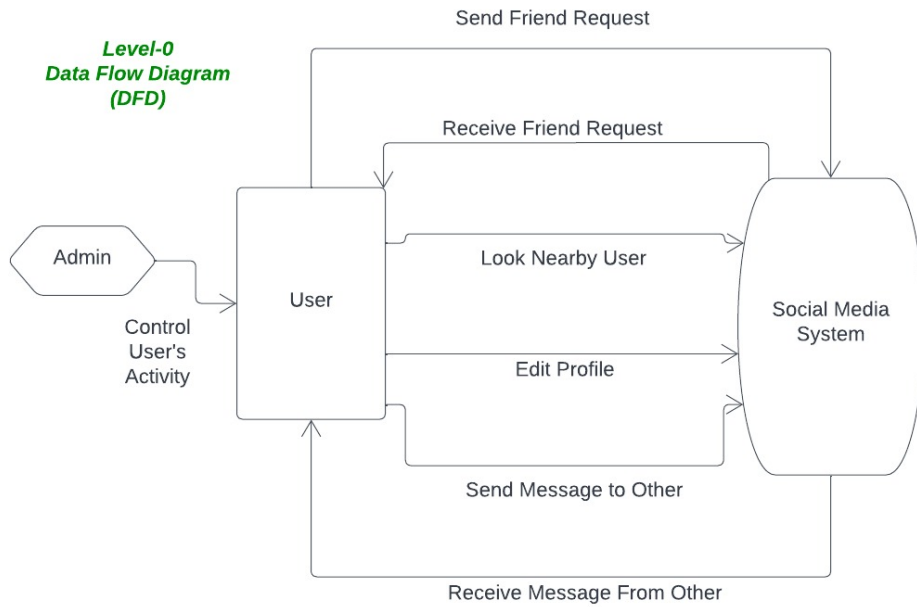 Send Friend Request
Level-0
Data Flow Diagram
(DFD)
Receive Friend Request
Admin
Look Nearby User
User
Social Media
System
Control
User's
Activity
Edit Profile
Send Message to Other
Receive Message From Other